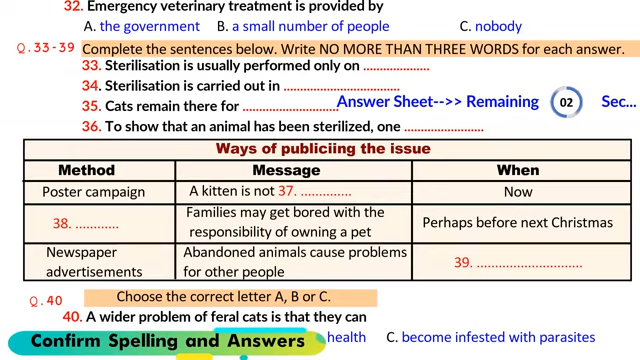 32. Emergency veterinary treatment is provided by
A. the government B. a small number of people C. nobody
Q.33-39 Complete the sentences below. Write NO MORE THAN THREE WORDS for each answer.
33. Sterilisation is usually performed only on ....................
34. Sterilisation is carried out in ...................................
35. Cats remain there for .............................
Answer Sheet-->> Remaining 02 Sec...
36. To show that an animal has been sterilized, one ........................
Ways of publiciing the issue
Method Message When
Poster campaign A kitten is not 37. ............... Now
38. ............. Families may get bored with the responsibility of owning a pet Perhaps before next Christmas
Newspaper advertisements Abandoned animals cause problems for other people 39. ................................
Q.40 Choose the correct letter A, B or C.
40. A wider problem of feral cats is that they can
health C. become infested with parasites
Confirm Spelling and Answers